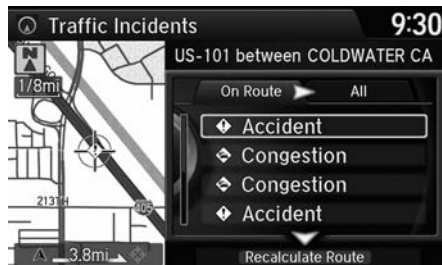 Traffic Incidents 9:30
US-101 between COLDWATER CA
N
1/8mi
On Route All
Accident
Congestion
Congestion
Accident
213TH
405
3.8mi
Recalculate Route